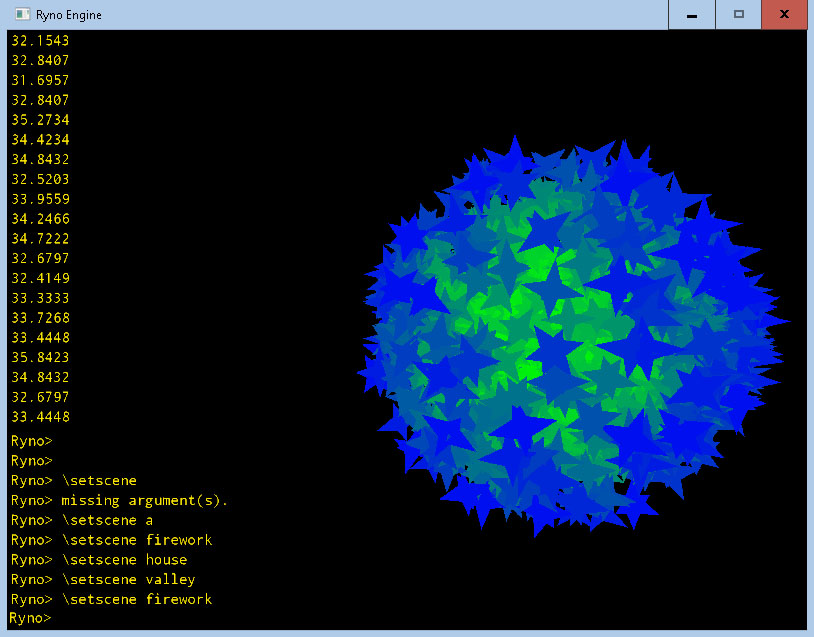 Ryno Engine
32.1543
32.8407
31.6957
32.8407
35.2734
34.4234
34.8432
32.5203
33.9559
34.2466
34.7222
32.6797
32.4149
33.3333
33.7268
33.4448
35.8423
34.8432
32.6797
33.4448
Ryno>
Ryno>
Ryno> \setscene
Ryno> missing argument(s).
Ryno> \setscene a
Ryno> \setscene firework
Ryno> \setscene house
Ryno> \setscene valley
Ryno> \setscene firework
Ryno>